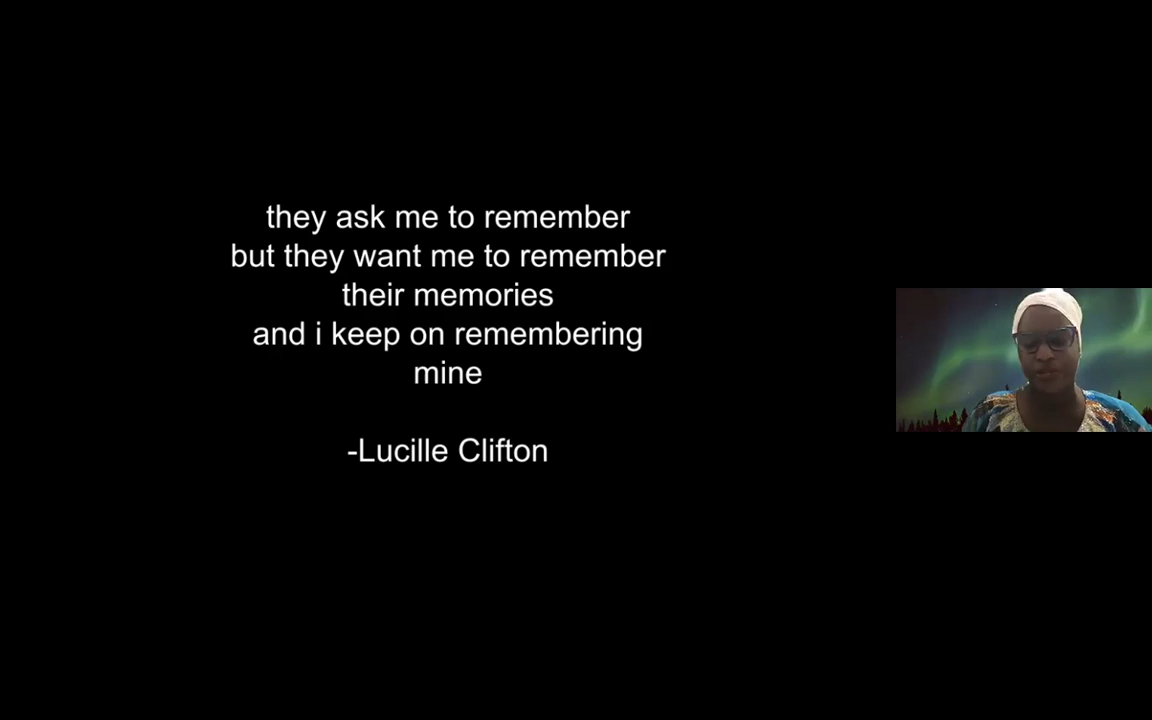 they ask me to remember
but they want me to remember
their memories
and i keep on remembering
mine
-Lucille Clifton